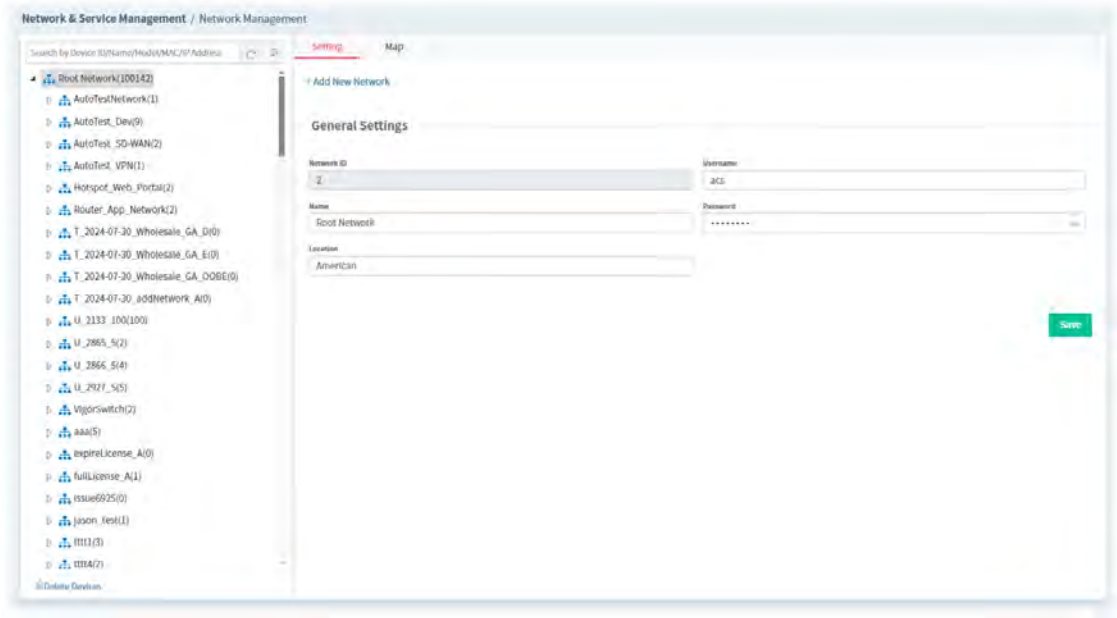 Network & Service Management / Network Management
Search by Device ID/Name/Model/MAC/IP Address
Setting Map
Root Network(100142)
+ Add New Network
AutoTestNetwork(1)
AutoTest_Dev(9)
General Settings
AutoTest_SD-WAN(2)
AutoTest_VPN(1)
Network ID Username
2 acs
Hotspot_Web_Portal(2)
Router_App_Network(2)
Name Password
Root Network ········
T_2024-07-30_Wholesale_GA_D(0)
T_2024-07-30_Wholesale_GA_E(0)
Location
American
T_2024-07-30_Wholesale_GA_OOBE(0)
T_2024-07-30_addNetwork_A(0)
U_2133_100(100)
Save
U_2865_5(2)
U_2866_5(4)
U_2927_5(5)
VigorSwitch(2)
aaa(5)
expireLicense_A(0)
fullLicense_A(1)
issue6925(0)
jason_test(1)
ttttt1(3)
ttttt4(2)
Delete Devices